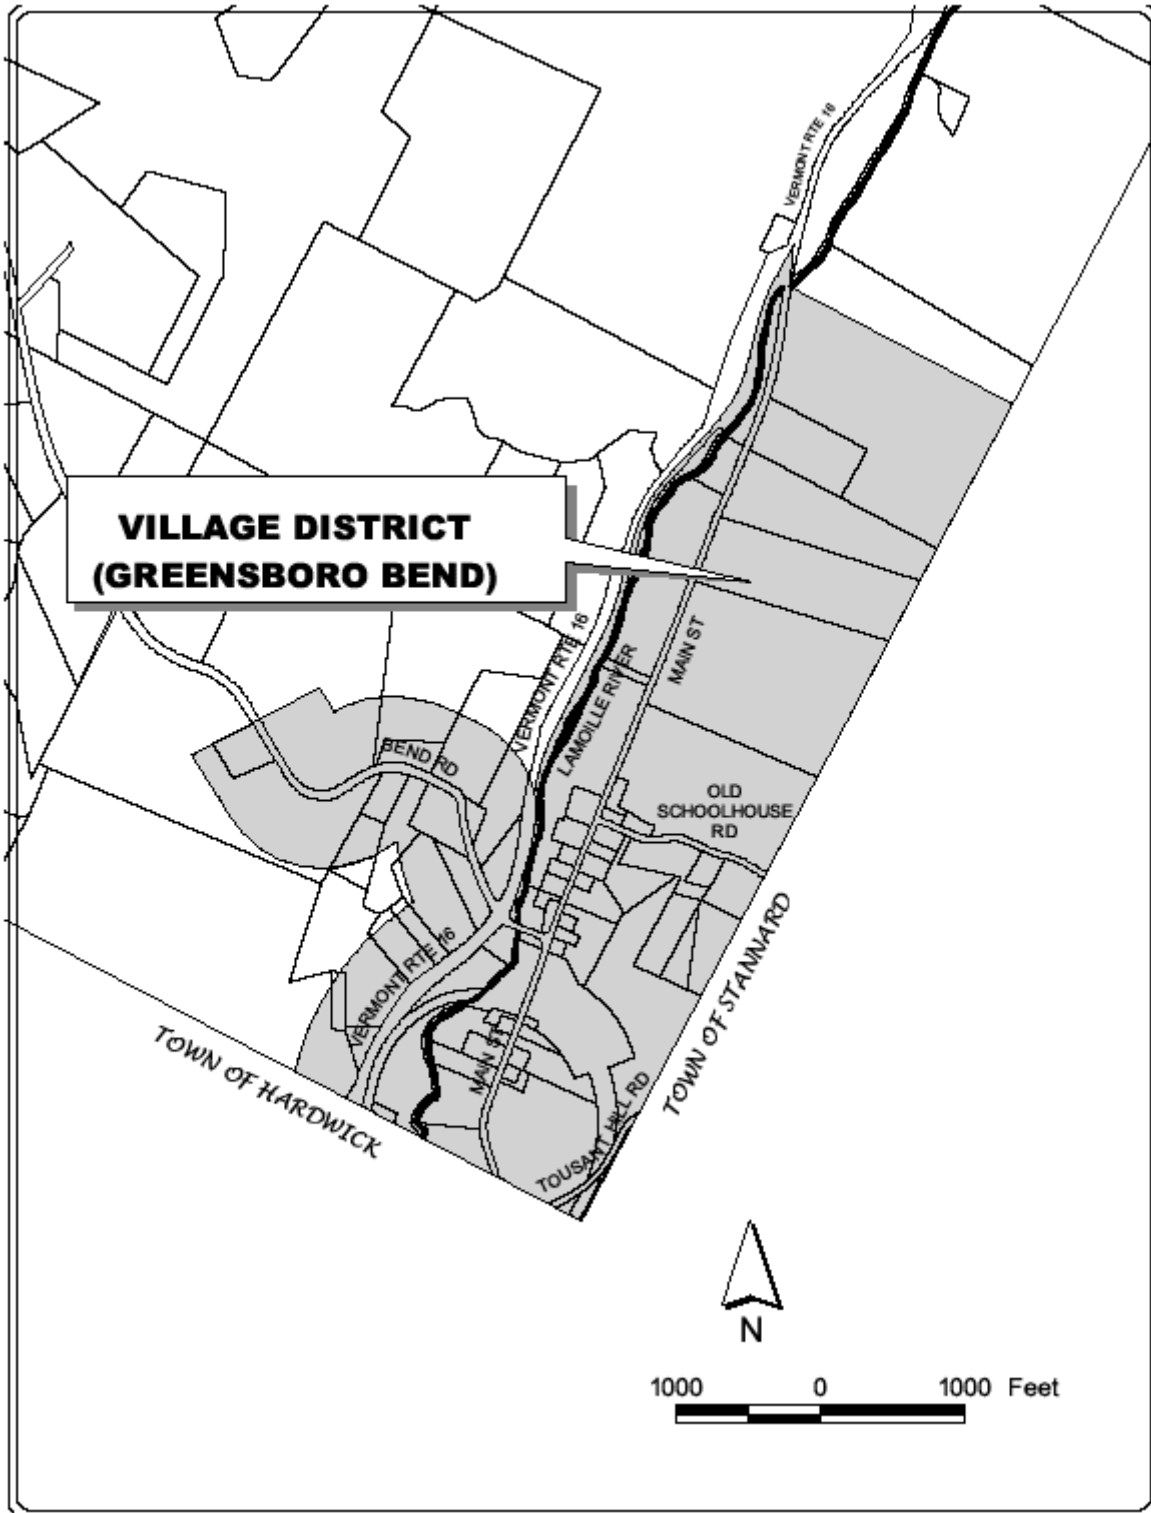 VERMONT RTE 16
VILLAGE DISTRICT
(GREENSBORO BEND)
VERMONT RTE 16
LAMOILLE RIVER
MAIN ST
BEND RD
OLD
SCHOOLHOUSE
RD
VERMONT RTE 16
MAIN ST
TOUSANT HILL RD
TOWN OF STANNARD
TOWN OF HARDWICK
N
1000 0 1000 Feet